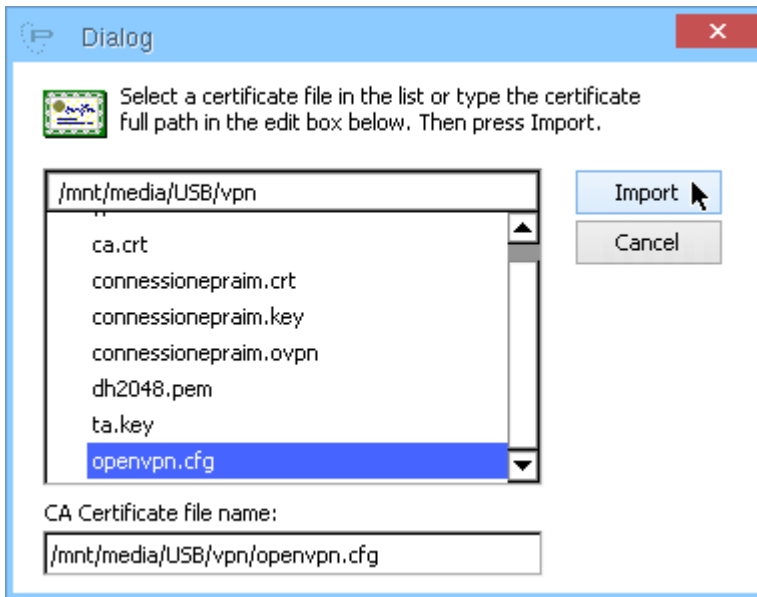 Dialog
Select a certificate file in the list or type the certificate
full path in the edit box below. Then press Import.
/mnt/media/USB/vpn
Import
Cancel
ca.crt
connessionepraim.crt
connessionepraim.key
connessionepraim.ovpn
dh2048.pem
ta.key
openvpn.cfg
CA Certificate file name:
/mnt/media/USB/vpn/openvpn.cfg